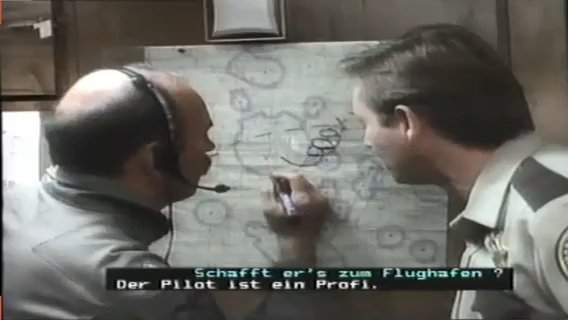 Schafft er's zum Flughafen ?
Der Pilot ist ein Profi.